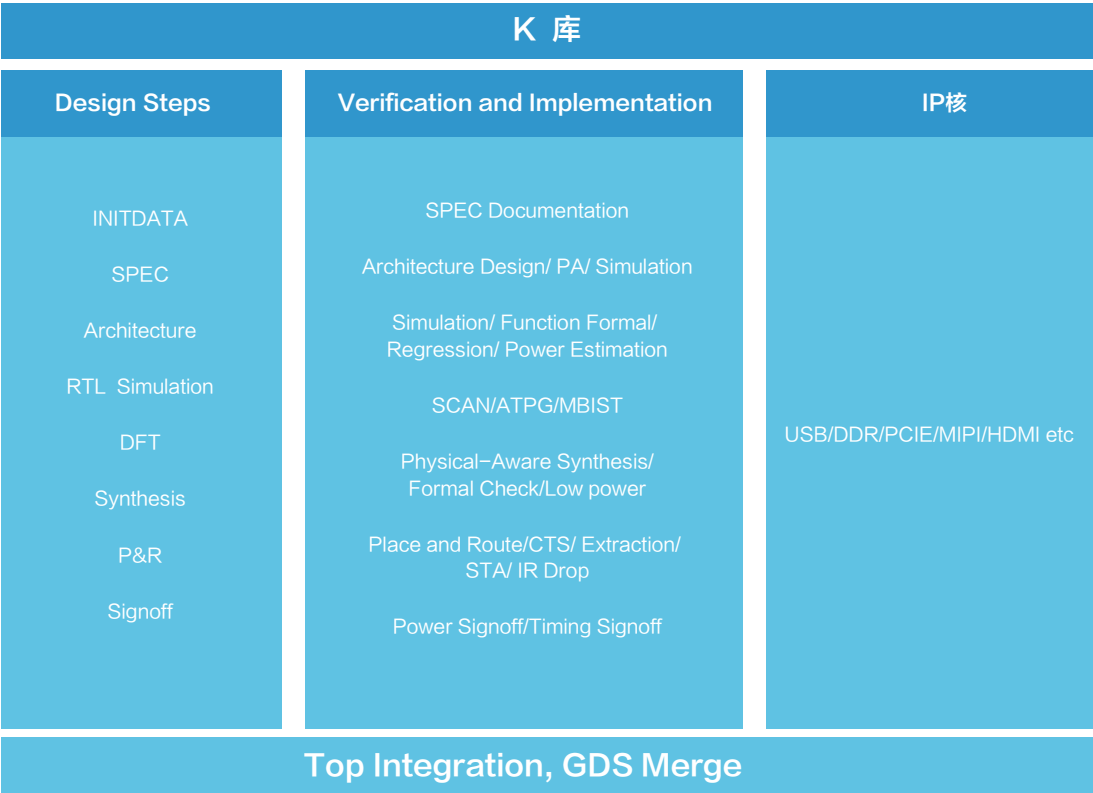 K 库
Design Steps
INITDATA
SPEC
Architecture
RTL Simulation
DFT
Synthesis
P&R
Signoff
Verification and Implementation
SPEC Documentation
Architecture Design/ PA/ Simulation
Simulation/ Function Formal/
Regression/ Power Estimation
SCAN/ATPG/MBIST
Physical-Aware Synthesis/
Formal Check/Low power
Place and Route/CTS/ Extraction/
STA/ IR Drop
Power Signoff/Timing Signoff
IP核
USB/DDR/PCIE/MIPI/HDMI etc
Top Integration, GDS Merge